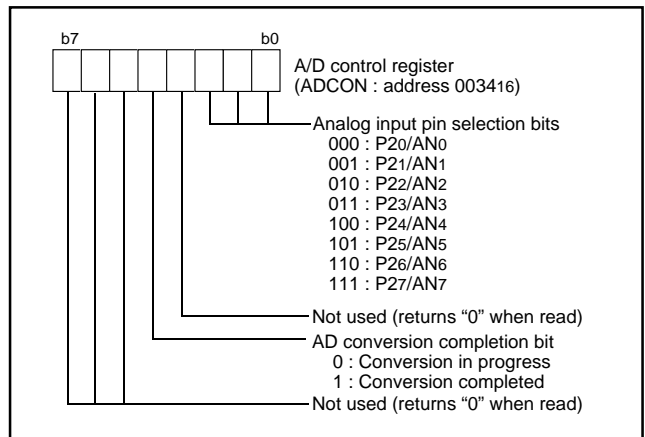 b7 b0
A/D control register
(ADCON : address 003416)
Analog input pin selection bits
000 : P20/AN0
001 : P21/AN1
010 : P22/AN2
011 : P23/AN3
100 : P24/AN4
101 : P25/AN5
110 : P26/AN6
111 : P27/AN7
Not used (returns “0” when read)
AD conversion completion bit
0 : Conversion in progress
1 : Conversion completed
Not used (returns “0” when read)